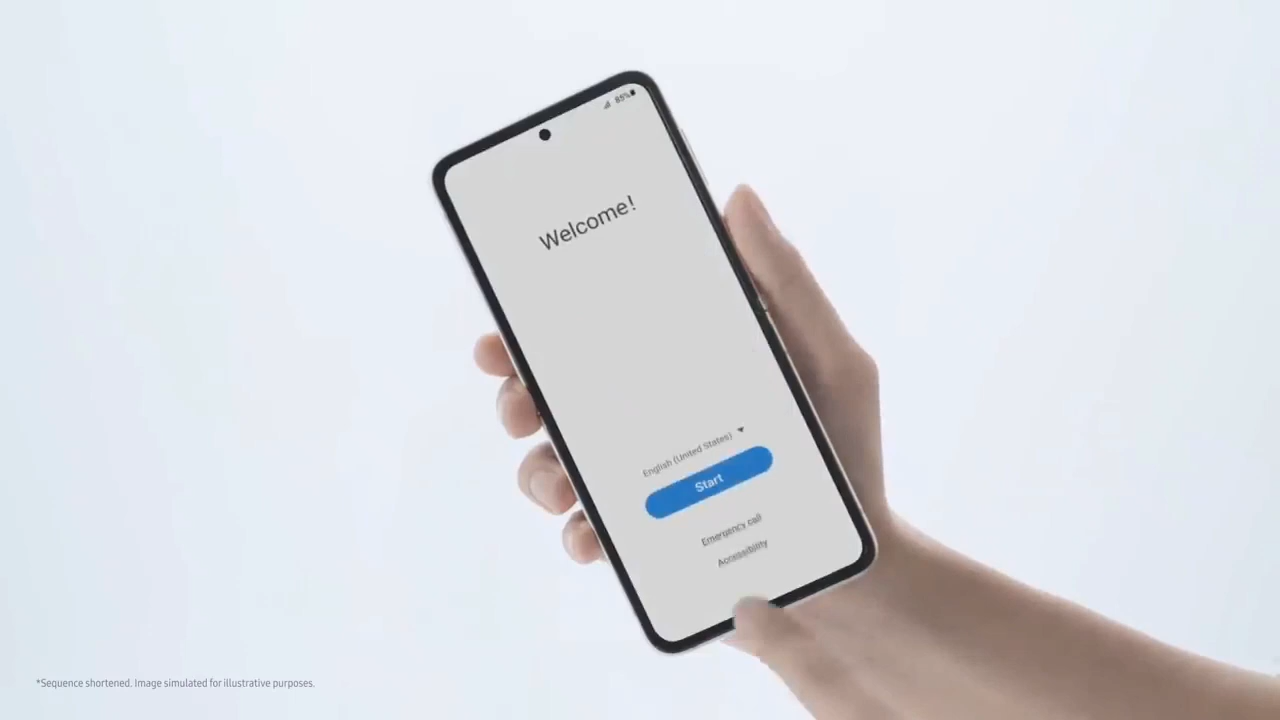 85%
Welcome!
English (United States)
Start
Emergency call
Accessibility
*Sequence shortened. Image simulated for illustrative purposes.